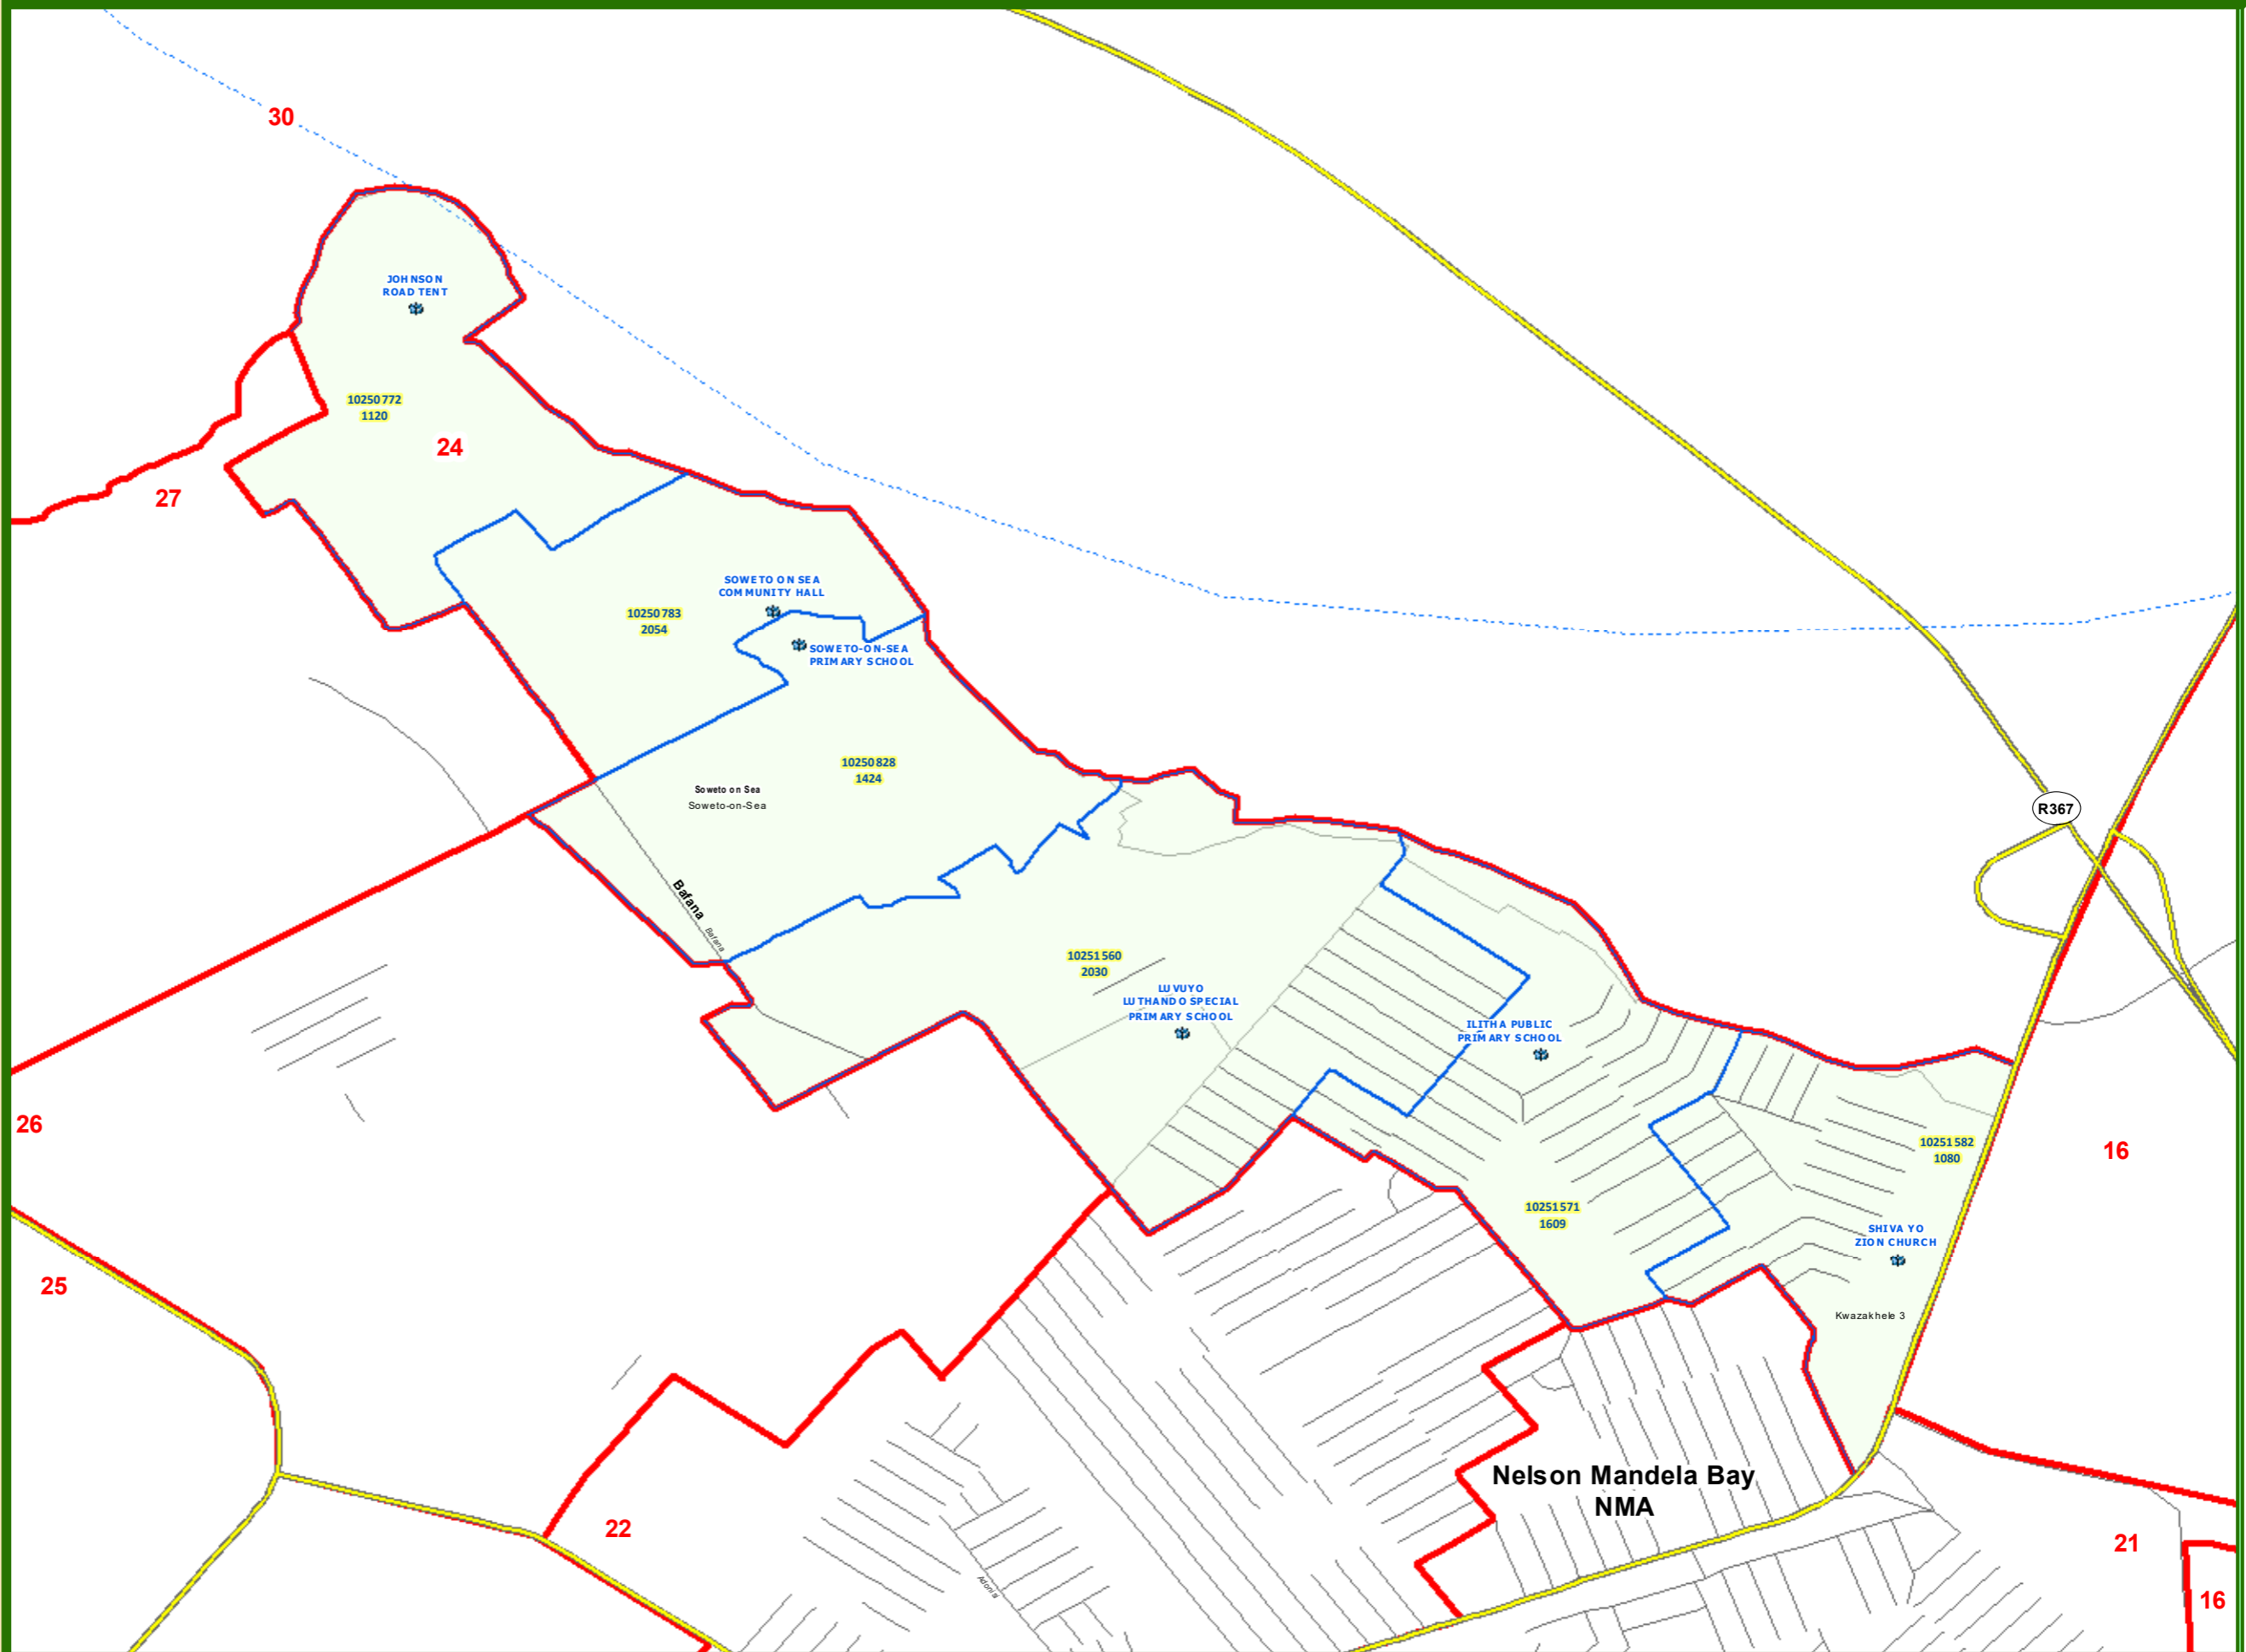 30
JOHNSON
ROAD TENT
10250772
1120
24
27
SOWETO ON SEA
COMMUNITY HALL
10250783
2054
SOWETO-ON-SEA
PRIMARY SCHOOL
10250828
1424
Soweto on Sea
Soweto-on-Sea
R367
Bafana
Bafana
10251560
2030
LUVUYO
LUTHANDO SPECIAL
PRIMARY SCHOOL
ILITHA PUBLIC
PRIMARY SCHOOL
26
10251582
1080
16
10251571
1609
SHIVA YO
ZION CHURCH
25
Kwazakhele 3
Nelson Mandela Bay
NMA
22
21
Adonisi
16